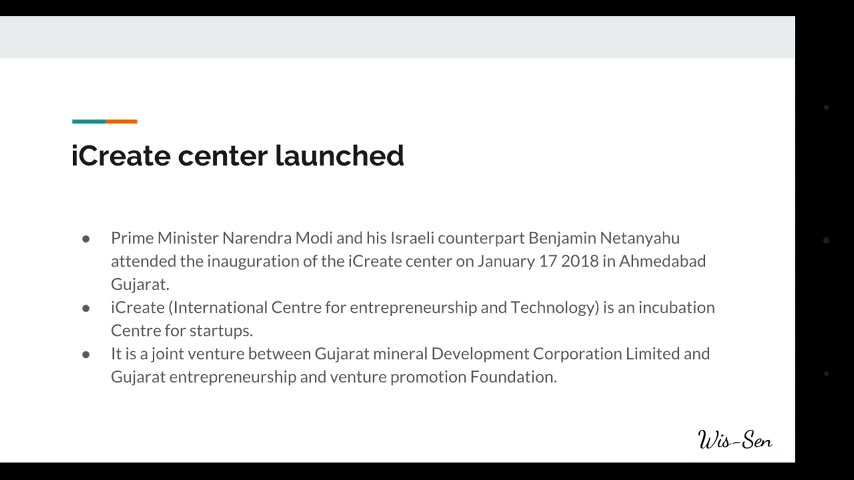 iCreate center launched
● Prime Minister Narendra Modi and his Israeli counterpart Benjamin Netanyahu
attended the inauguration of the iCreate center on January 17 2018 in Ahmedabad
Gujarat.
● iCreate (International Centre for entrepreneurship and Technology) is an incubation
Centre for startups.
● It is a joint venture between Gujarat mineral Development Corporation Limited and
Gujarat entrepreneurship and venture promotion Foundation.
Wis-Sen